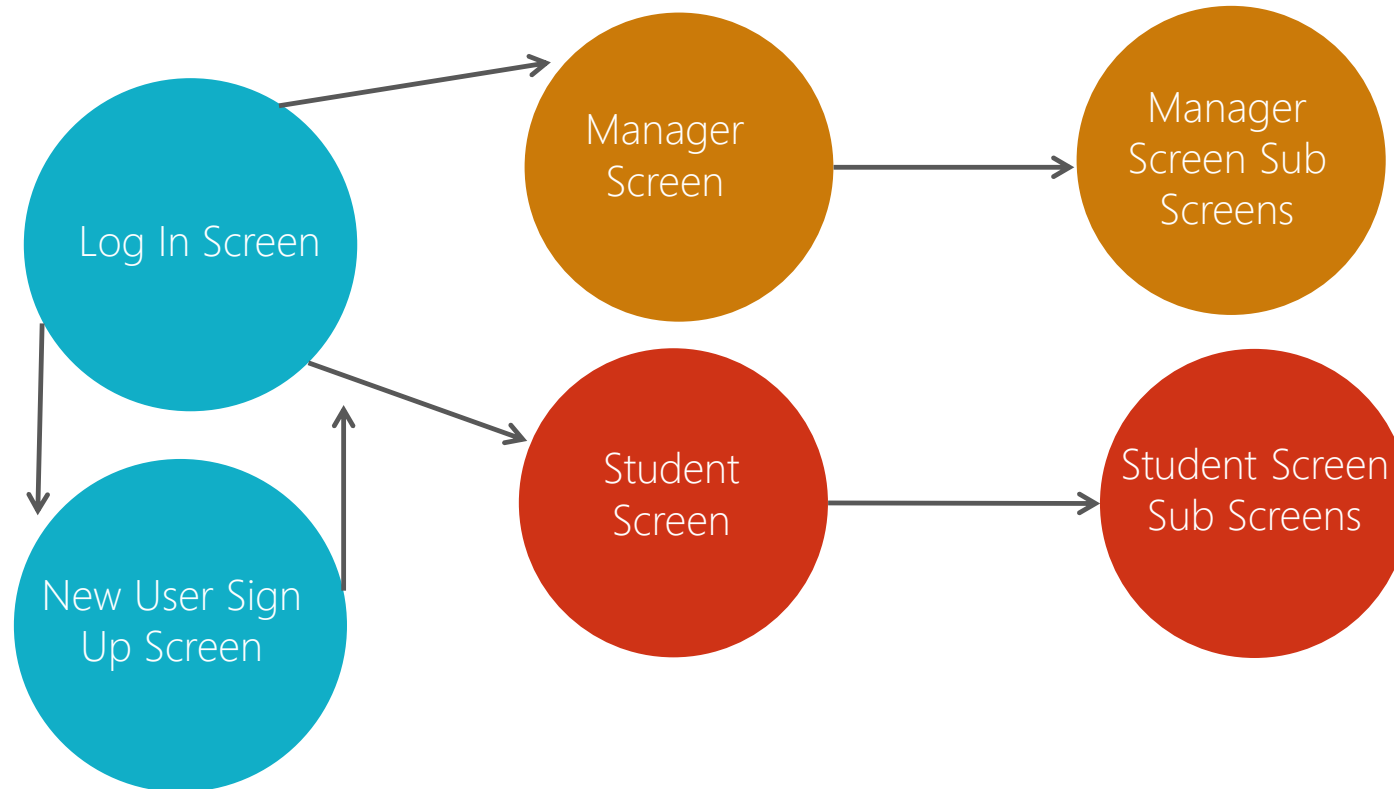 Log In Screen
New User Sign
Up Screen
Manager
Screen
Manager
Screen Sub
Screens
Student
Screen
Student Screen
Sub Screens